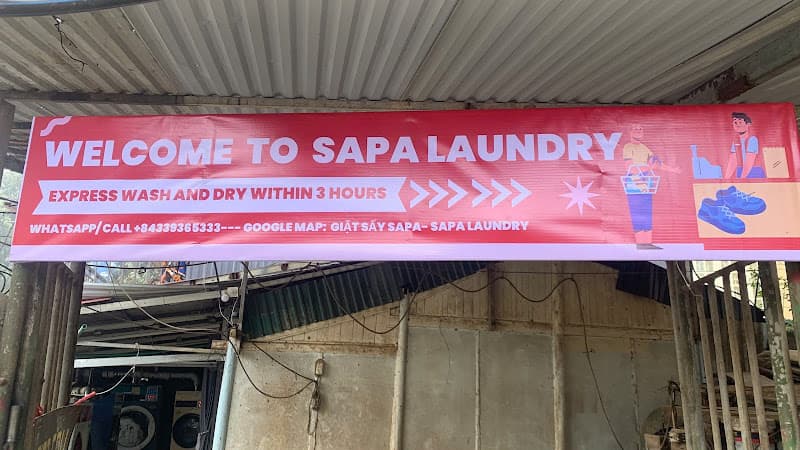 WELCOME TO SAPA LAUNDRY
EXPRESS WASH AND DRY WITHIN 3 HOURS
WHATSAPP/CALL +84339365333--- GOOGLE MAP: GIẶT SẤY SAPA- SAPA LAUNDRY